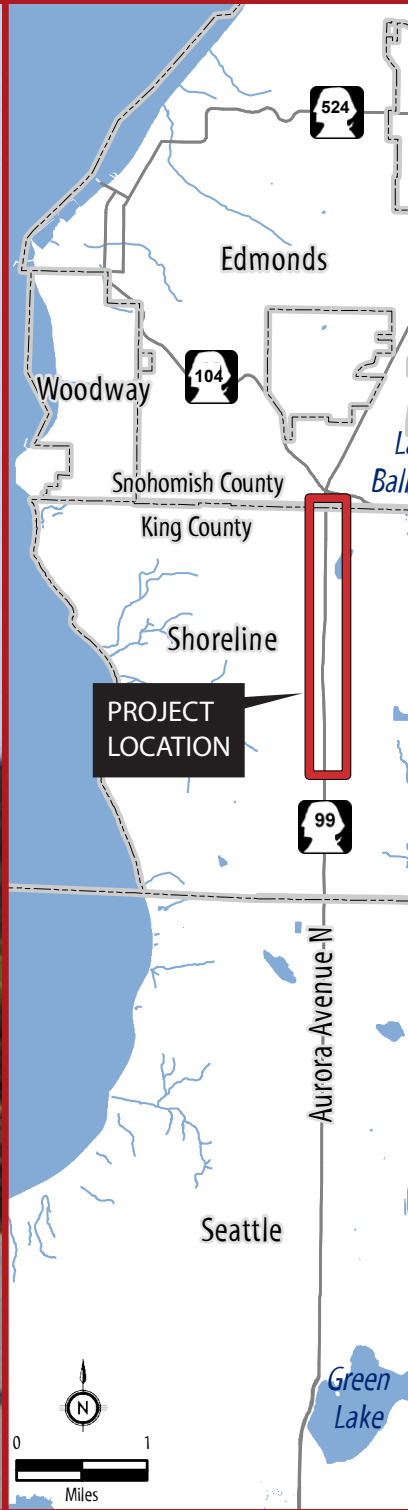 524
Edmonds
Woodway
104
Snohomish County
King County
Shoreline
PROJECT
LOCATION
99
Aurora Avenue N
Seattle
Green
Lake
N
0 1
Miles